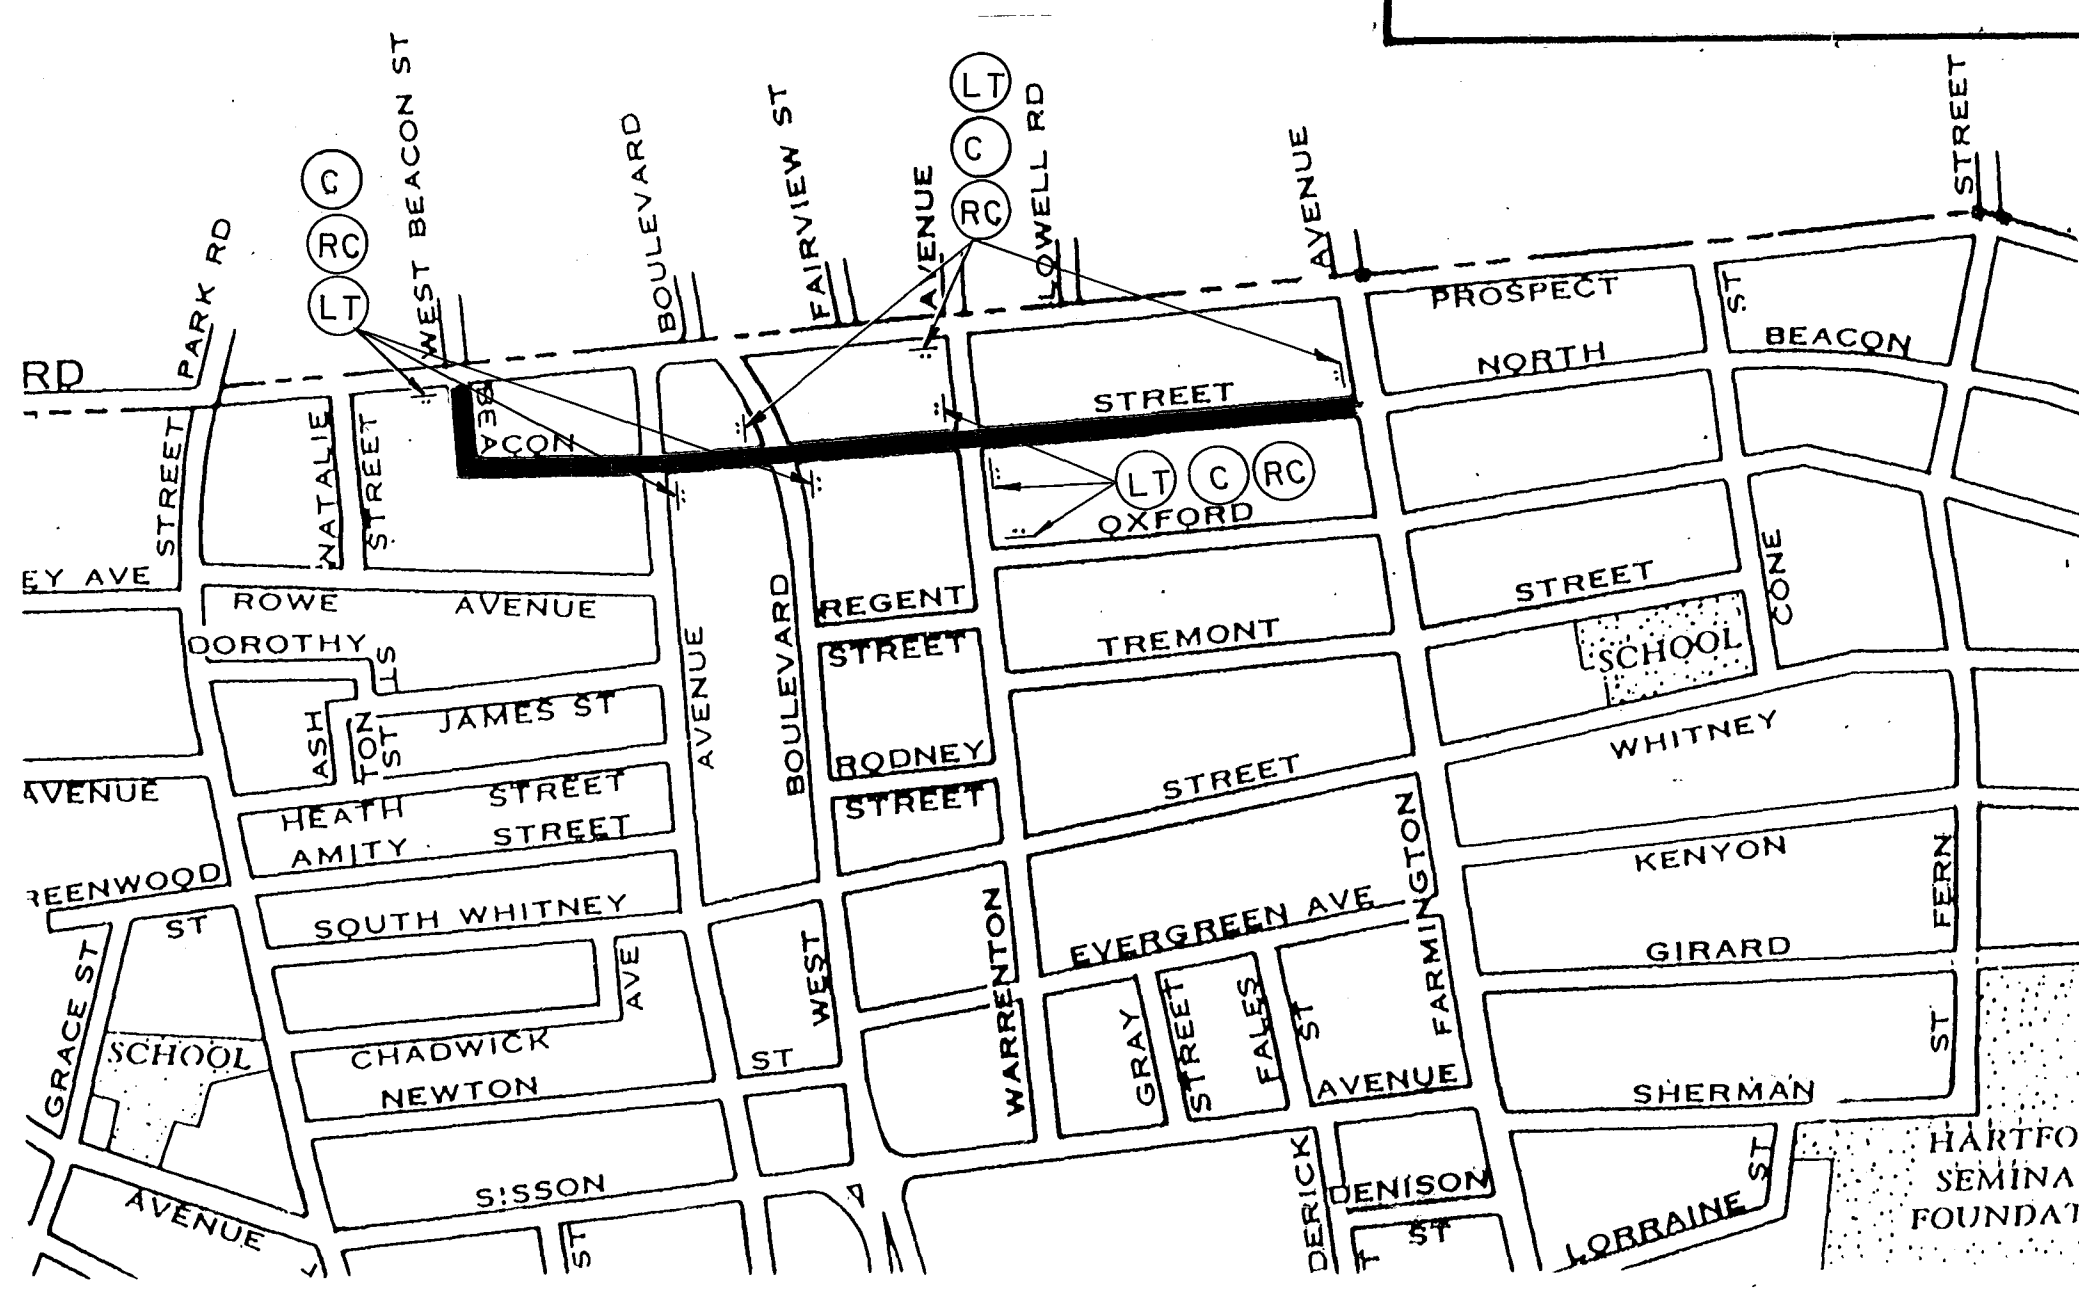 WEST BEACON ST
BOULEVARD
FAIRVIEW ST
AVENUE
LOWELL RD
AVENUE
STREET
LT
C
RC
C
RC
LT
PARK RD
RD
PROSPECT
ST
BEACON
NORTH
STREET
BEACON
NATALIE
STREET
STREET
LT C RC
OXFORD
EY AVE
ROWE AVENUE
DOROTHY
ST
BOULEVARD
REGENT
STREET
TREMONT
STREET
CONE
SCHOOL
AVENUE
ASH
TON
ST
JAMES ST
RODNEY
STREET
STREET
WHITNEY
AVENUE
HEATH STREET
AMITY STREET
REENWOOD
ST
SOUTH WHITNEY
AVE
WEST
WARRENTON
EVERGREEN AVE
FARMINGTON
KENYON
FERN
GIRARD
ST
GRACE ST
SCHOOL
CHADWICK
NEWTON
ST
GRAY
STREET
FALES
ST
AVENUE
SHERMAN
AVENUE
SISSON
ST
DERICK
DENISON
ST
T
LORRAINE
ST
HARTFO
SEMINA
FOUNDAT